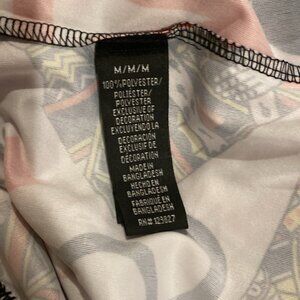 M/M/M
100% POLYESTER/
POLIÉSTER/
POLYESTER
EXCLUSIVE OF
DECORATION
EXCLUYENDO LA
DECORACIÓN
EXCLUSIF DE
DÉCORATION
MADE IN
BANGLADESH
HECHO EN
BANGLADESH
FABRIQUÉ EN
BANGLADESH
RN# 129827